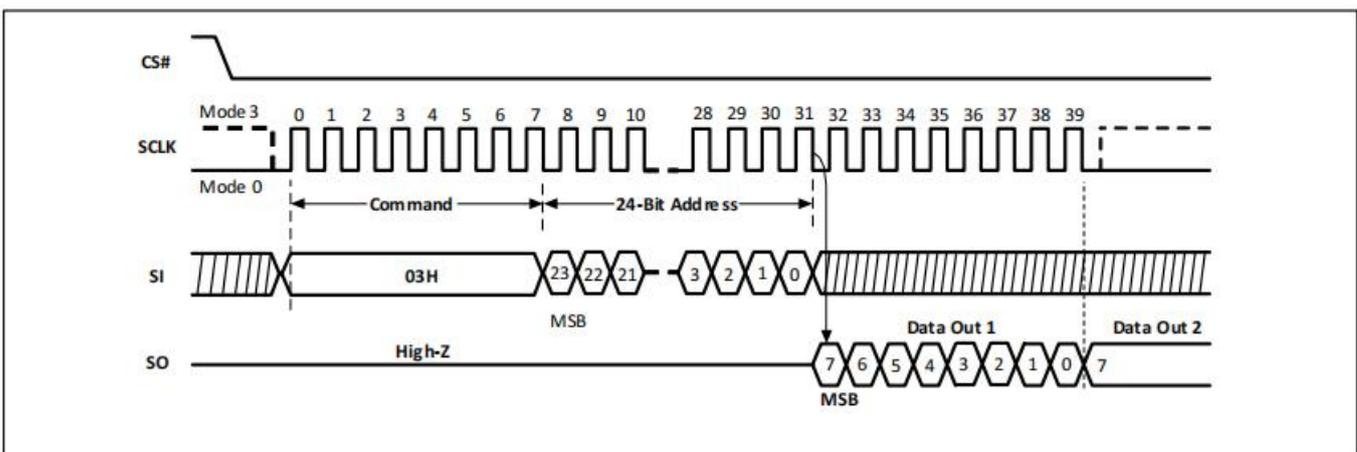 CS#
Mode 3
0 1 2 3 4 5 6 7 8 9 10 28 29 30 31 32 33 34 35 36 37 38 39
SCLK
Mode 0
Command 24-Bit Address
SI 03H 23 22 21 3 2 1 0
MSB
Data Out 1 Data Out 2
High-Z
SO 7 6 5 4 3 2 1 0 7
MSB